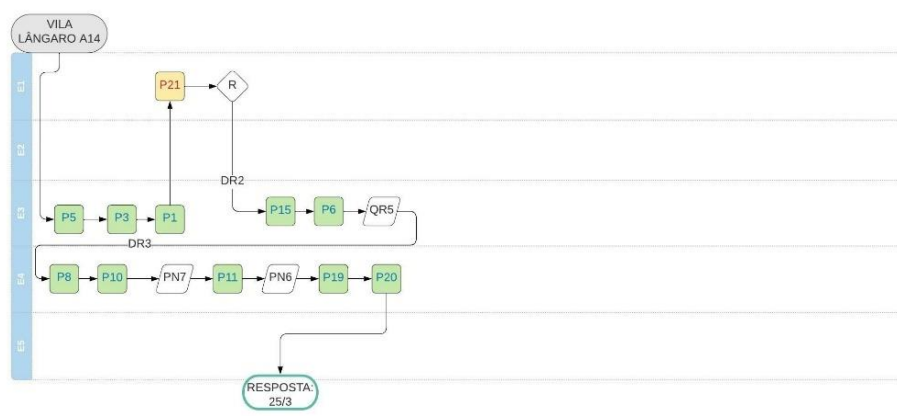 VILA
LÂNGARO A14
E1
P21
R
E2
DR2
E3
P5
P3
P1
P15
P6
QR5
DR3
E4
P8
P10
PN7
P11
PN6
P19
P20
E5
RESPOSTA:
25/3